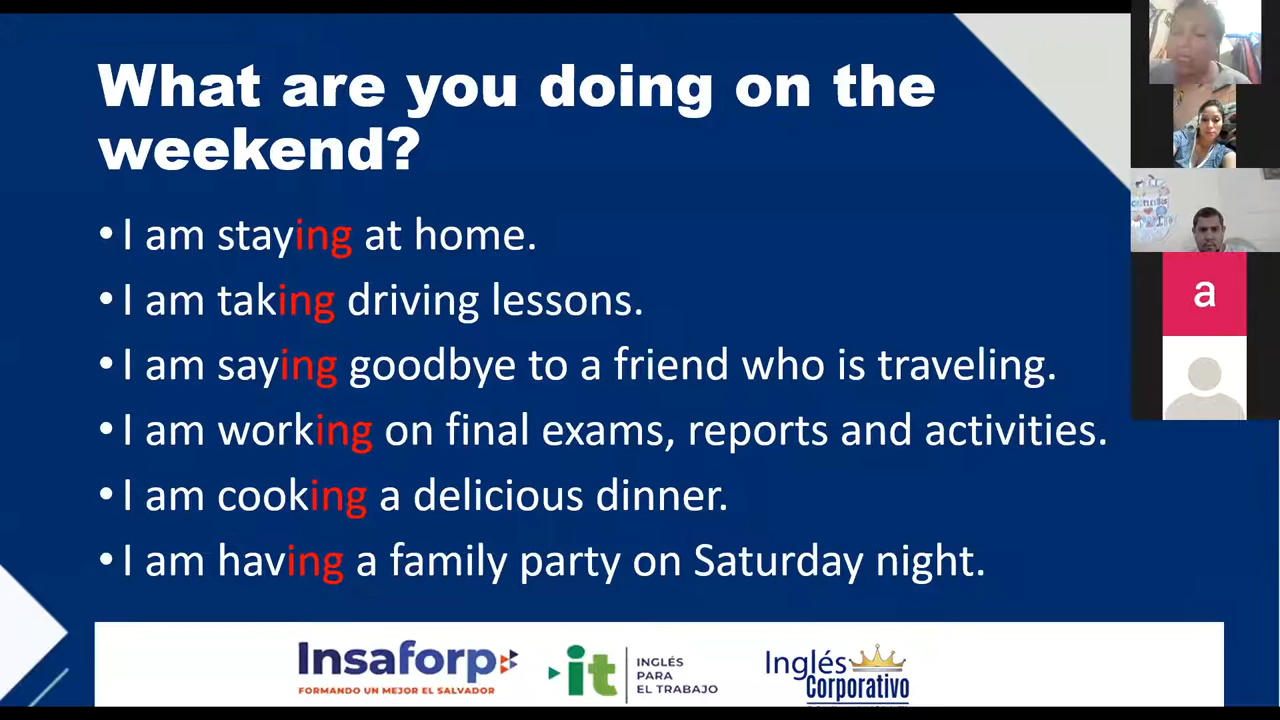 What are you doing on the
weekend?
• I am staying at home.
• I am taking driving lessons.
• I am saying goodbye to a friend who is traveling.
• I am working on final exams, reports and activities.
• I am cooking a delicious dinner.
• I am having a family party on Saturday night.
a
Insaforp
FORMANDO UN MEJOR EL SALVADOR
it
INGLÉS
PARA
EL TRABAJO
Inglés
Corporativo